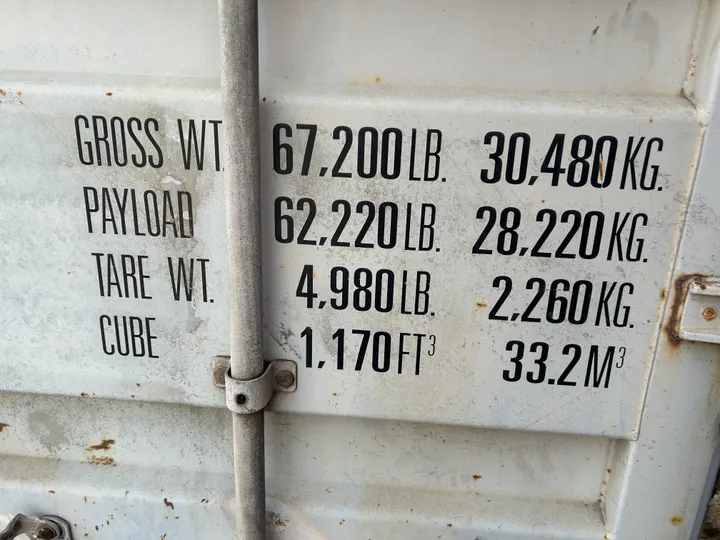 GROSS WT. 67,200 LB. 30,480 KG.
PAYLOAD 62,220 LB. 28,220 KG.
TARE WT. 4,980 LB. 2,260 KG.
CUBE 1,170 FT³ 33.2 M³